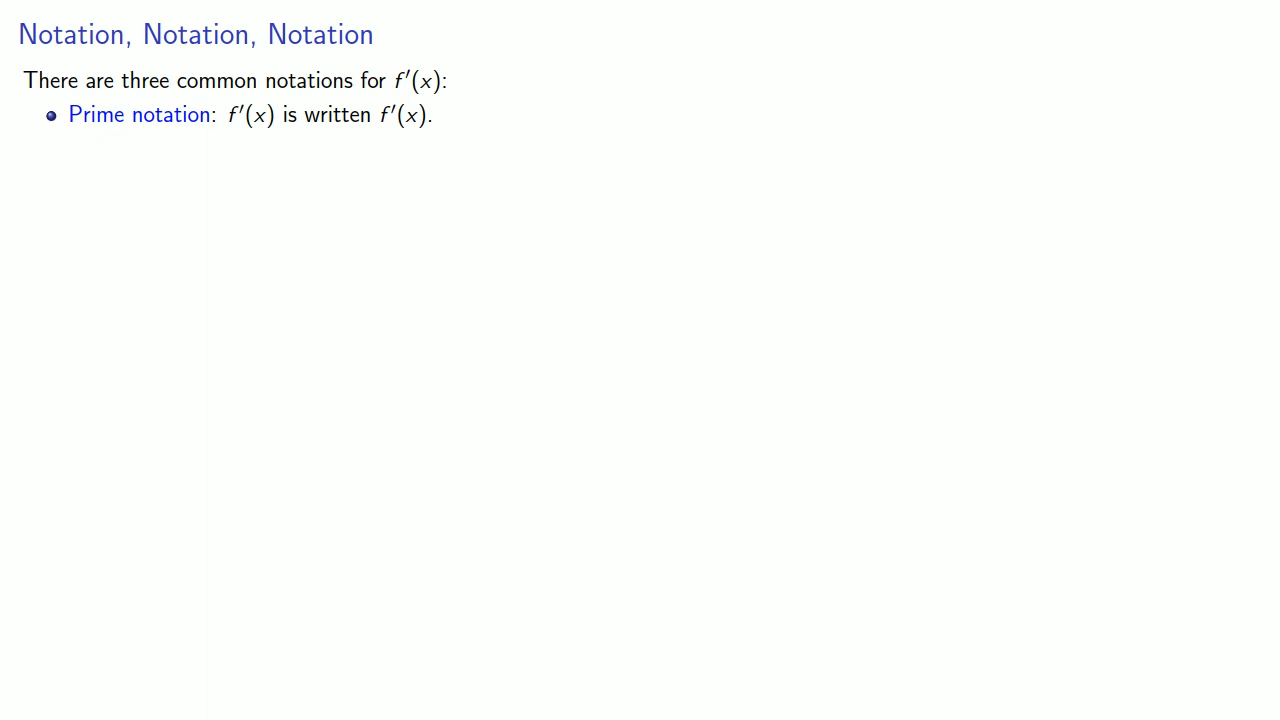 Notation, Notation, Notation
There are three common notations for f′(x):
Prime notation: f′(x) is written f′(x).